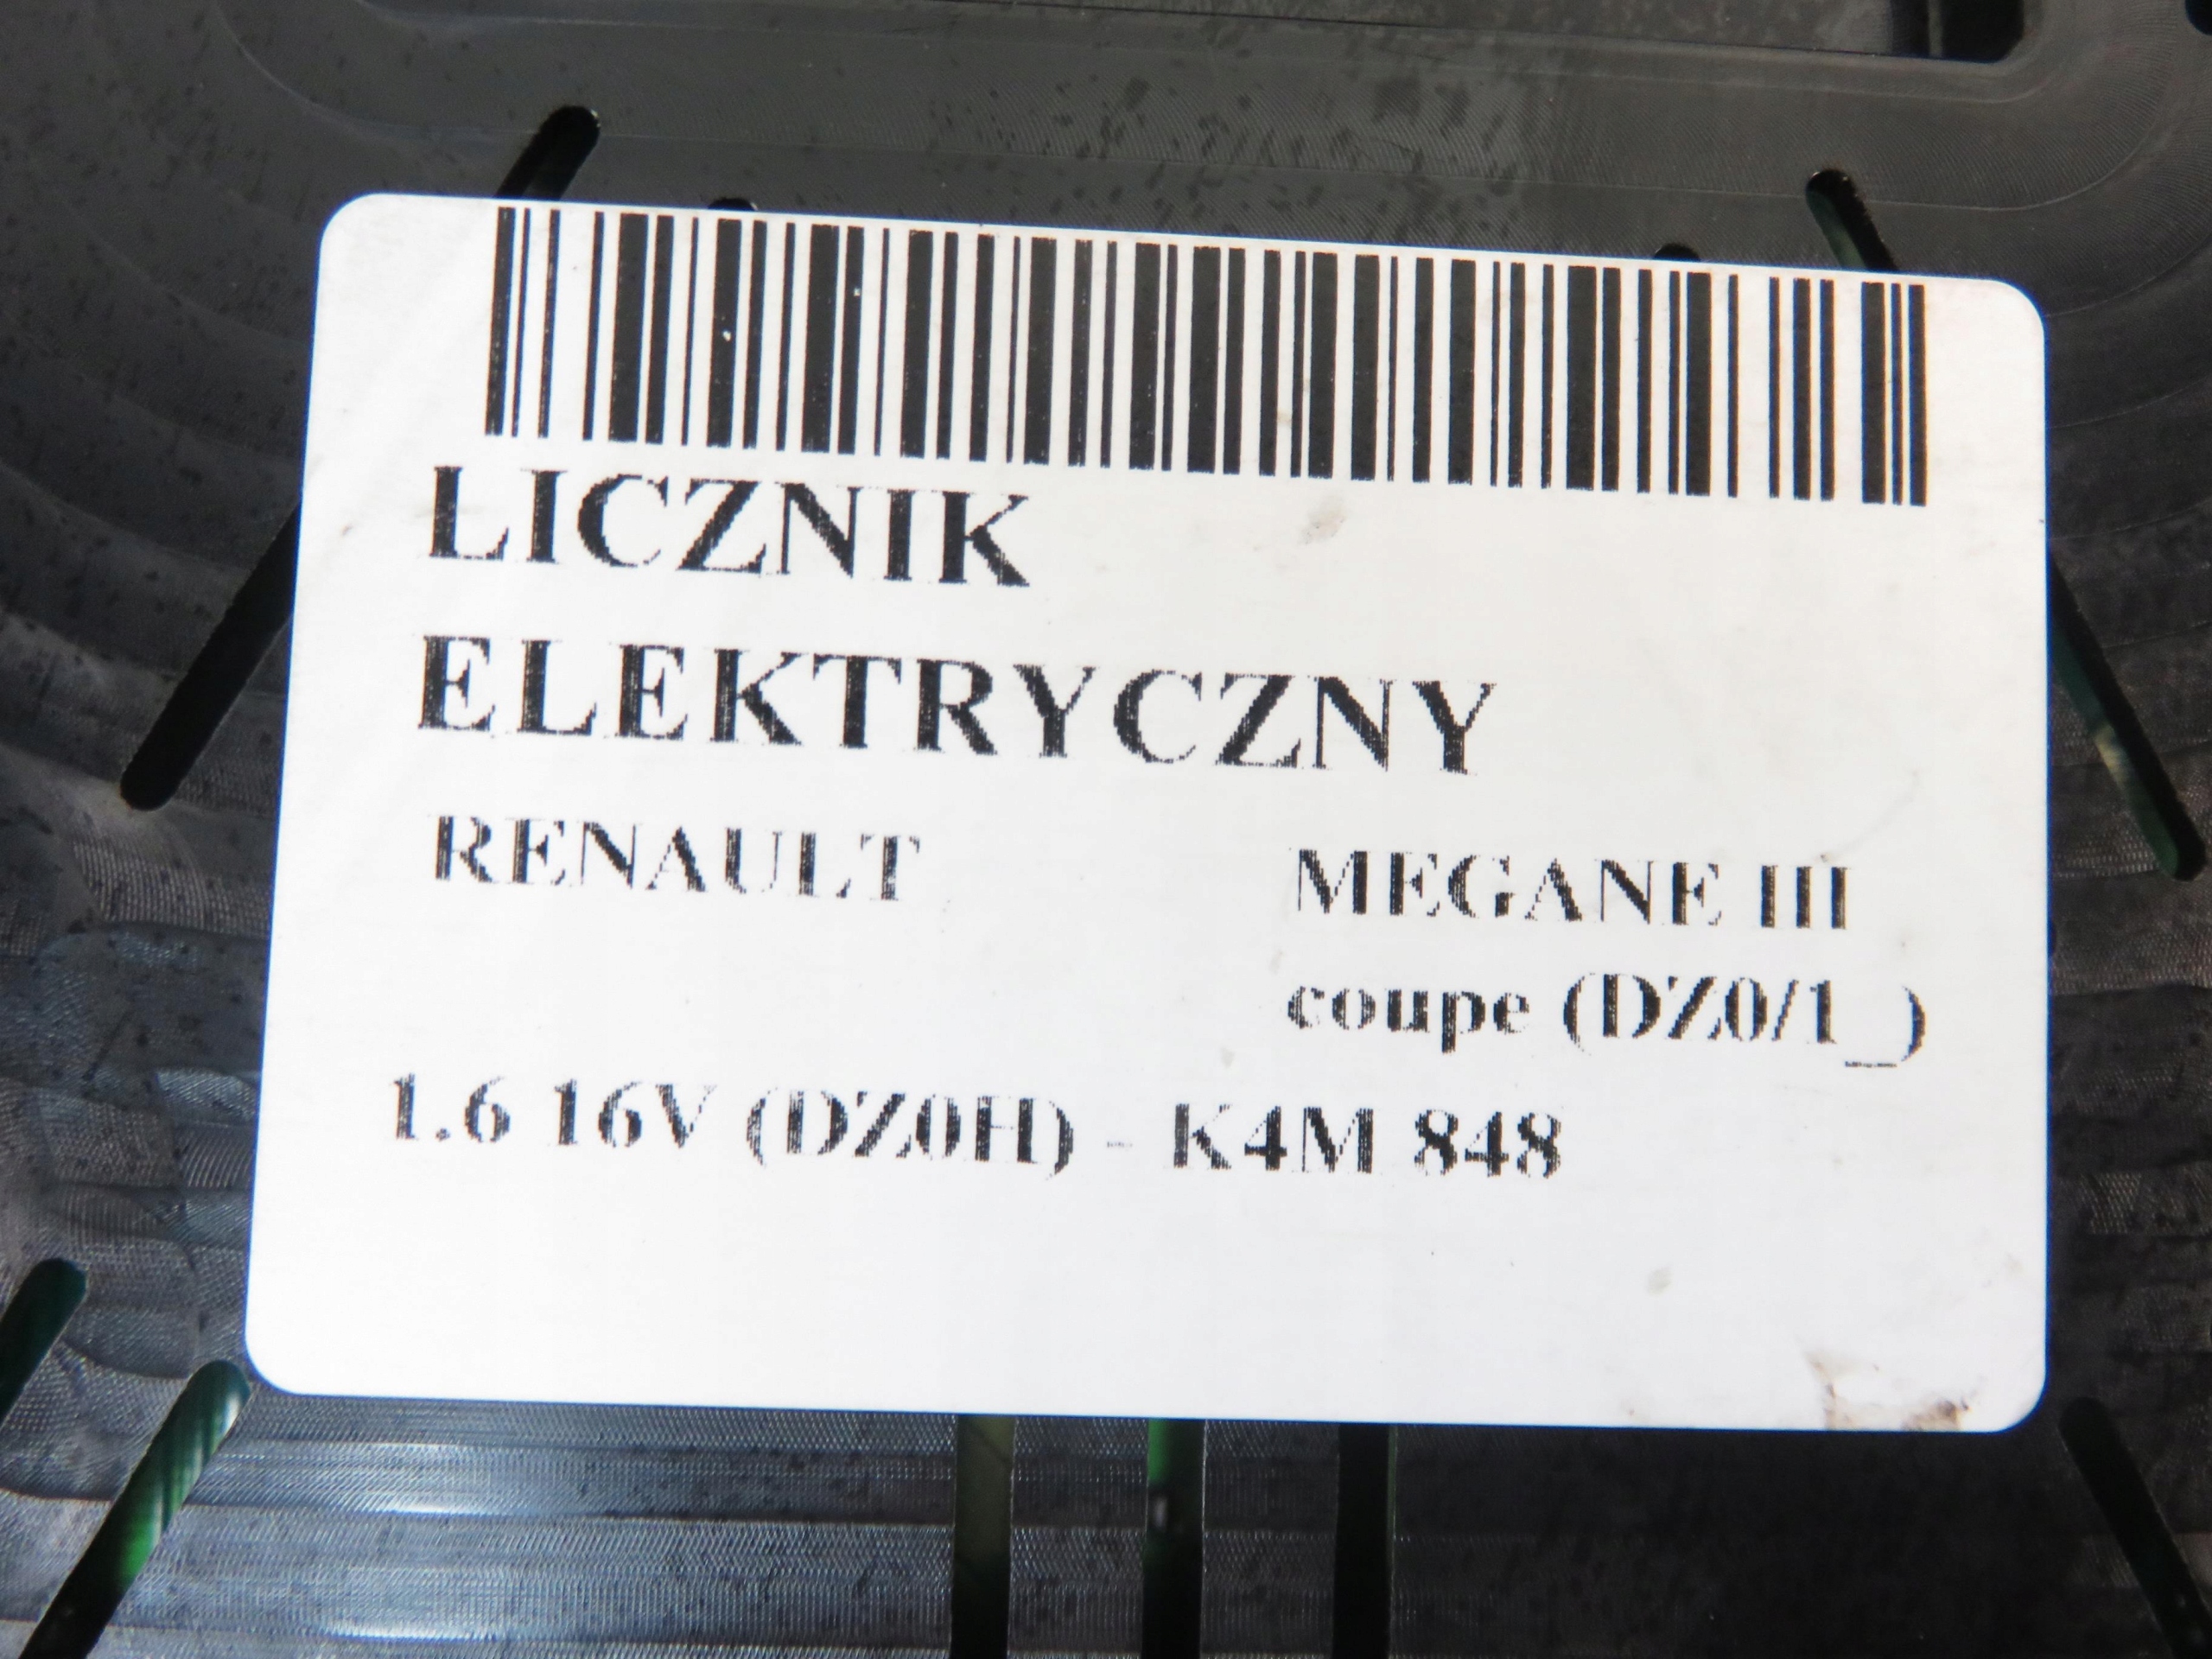 LICZNIK
ELEKTRYCZNY
RENAULT MEGANE III
coupe (DZ0/1_)
1.6 16V (DZ0H) - K4M 848